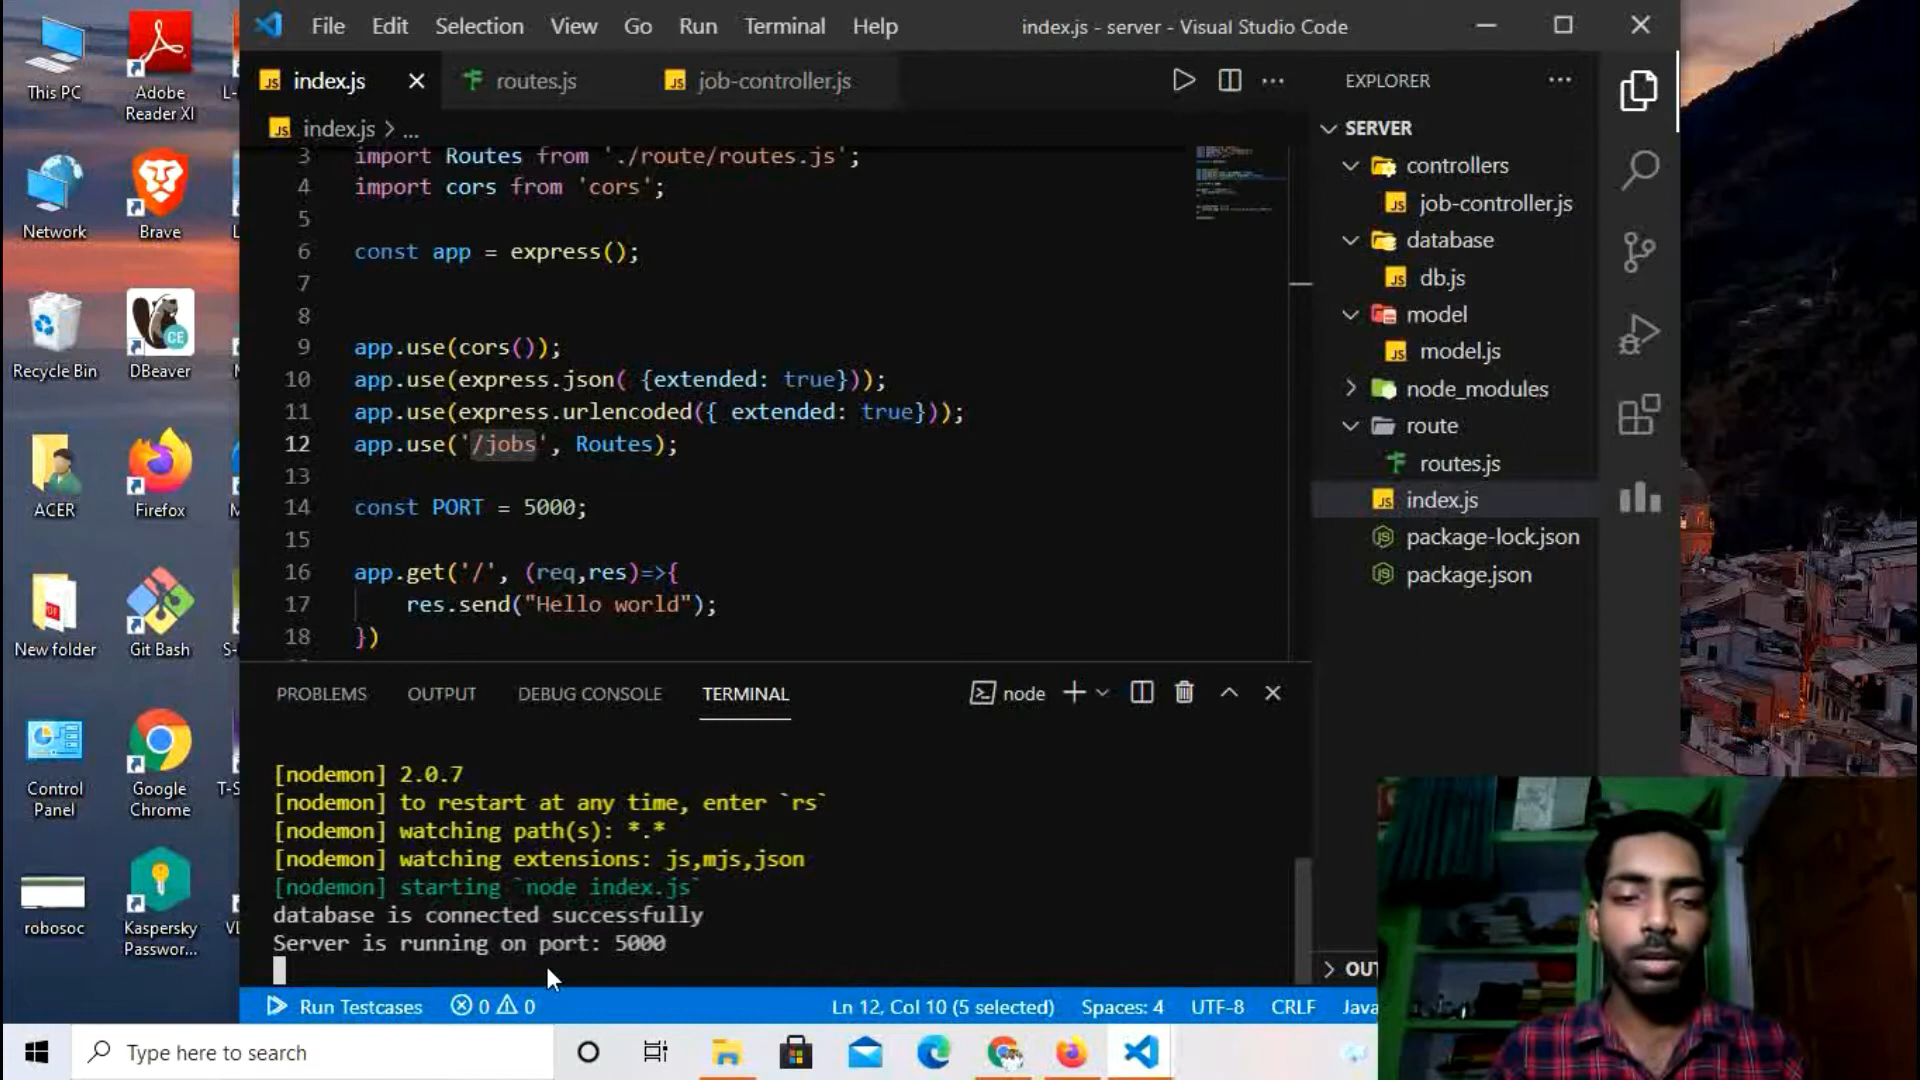 This PC
Adobe
Reader XI
Network
Brave
Recycle Bin
DBeaver
CE
ACER
Firefox
New folder
Git Bash
Control
Panel
Google
Chrome
robosoc
Kaspersky
Passwor...
File Edit Selection View Go Run Terminal Help
index.js - server - Visual Studio Code
JS index.js
routes.js
JS job-controller.js
JS index.js > ...
3 import Routes from './route/routes.js';
4 import cors from 'cors';
5
6 const app = express();
7
8
9 app.use(cors());
10 app.use(express.json( {extended: true}));
11 app.use(express.urlencoded({ extended: true}));
12 app.use('/jobs', Routes);
13
14 const PORT = 5000;
15
16 app.get('/', (req,res)=>{
17 res.send("Hello world");
18 })
EXPLORER
SERVER
controllers
JS job-controller.js
database
JS db.js
model
JS model.js
node_modules
route
routes.js
JS index.js
package-lock.json
package.json
OUT
PROBLEMS OUTPUT DEBUG CONSOLE TERMINAL
node
[nodemon] 2.0.7
[nodemon] to restart at any time, enter `rs`
[nodemon] watching path(s): *.*
[nodemon] watching extensions: js,mjs,json
[nodemon] starting `node index.js`
database is connected successfully
Server is running on port: 5000
Run Testcases 0 0
Ln 12, Col 10 (5 selected) Spaces: 4 UTF-8 CRLF Java
Type here to search